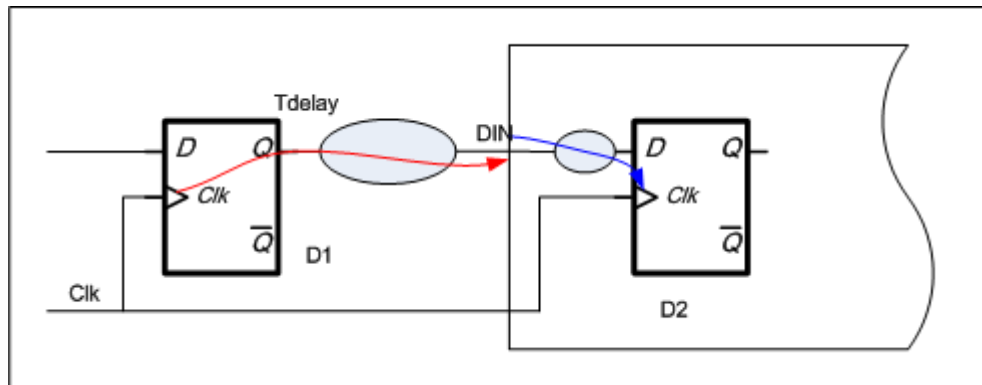 Tdelay
DIN
D Q
Clk
Q̅
D1
D Q
Clk
Q̅
D2
Clk